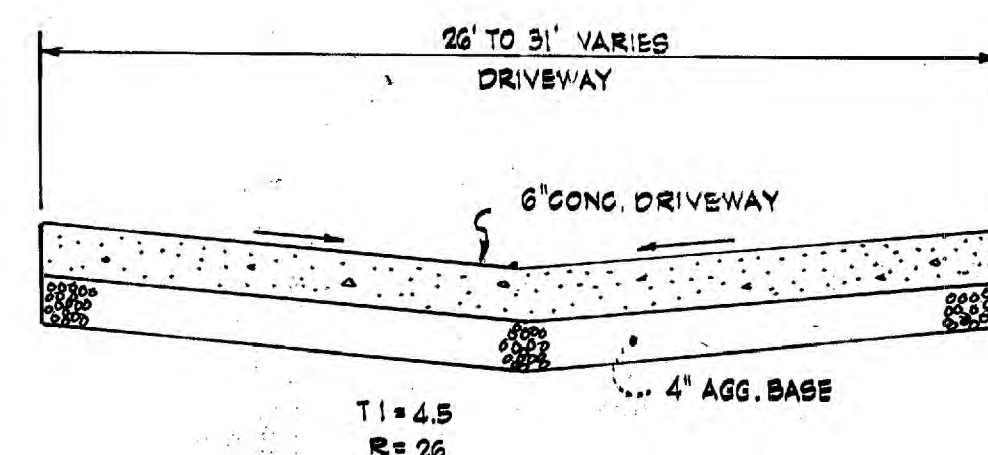 26' TO 31' VARIES
DRIVEWAY
6" CONC. DRIVEWAY
4" AGG. BASE
TI = 4.5
R = 26